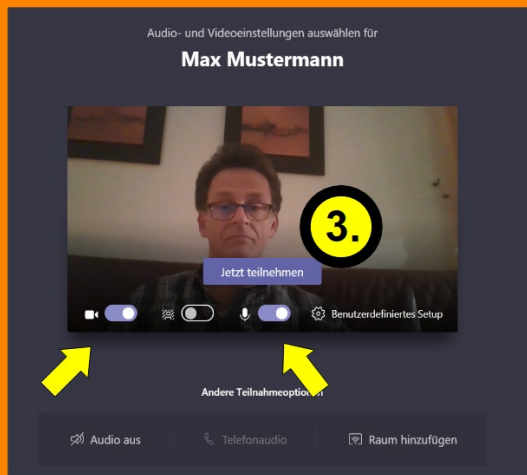 Audio- und Videoeinstellungen auswählen für
Max Mustermann
3.
Jetzt teilnehmen
Benutzerdefiniertes Setup
Andere Teilnahmeoptionen
Audio aus
Telefonaudio
Raum hinzufügen